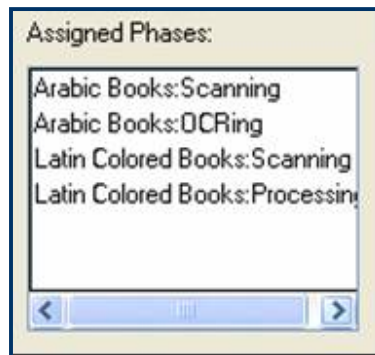 Assigned Phases:
Arabic Books:Scanning
Arabic Books:OCRing
Latin Colored Books:Scanning
Latin Colored Books:Processin